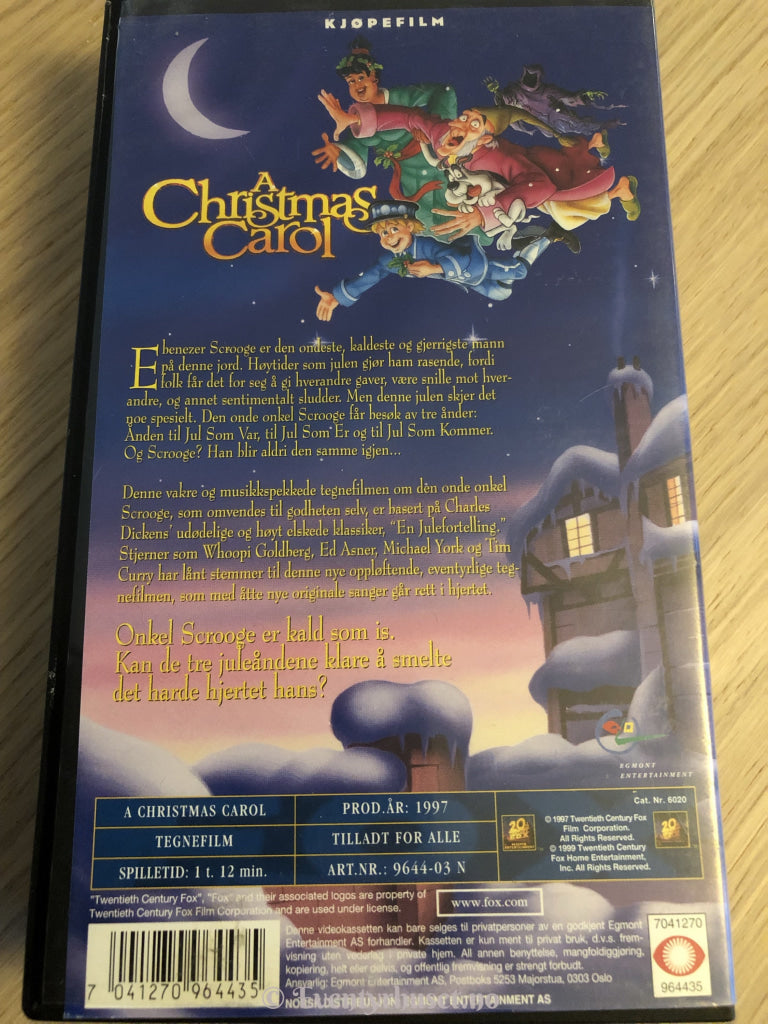 KJØPEFILM
A
Christmas
Carol
Ebenezer Scrooge er den ondeste, kaldeste og gjerrigste mann
på denne jord. Høytider som julen gjør ham rasende, fordi
folk får det for seg å gi hverandre gaver, være snille mot hver-
andre, og annet sentimentalt sludder. Men denne julen skjer det
noe spesielt. Den onde onkel Scrooge får besøk av tre ånder:
Ånden til Jul Som Var, til Jul Som Er og til Jul Som Kommer.
Og Scrooge? Han blir aldri den samme igjen...
Denne vakre og musikkspekkede tegnefilmen om den onde onkel
Scrooge, som omvendes til godheten selv, er basert på Charles
Dickens' udødelige og høyt elskede klassiker, "En Julefortelling."
Stjerner som Whoopi Goldberg, Ed Asner, Michael York og Tim
Curry har lånt stemmer til denne nye oppløftende, eventyrlige teg-
nefilmen, som med åtte nye originale sanger går rett i hjertet.
Onkel Scrooge er kald som is.
Kan de tre juleåndene klare å smelte
det harde hjertet hans?
EGMONT
ENTERTAINMENT
Cat. Nr. 6020
A CHRISTMAS CAROL
PROD.ÅR: 1997
TEGNEFILM
TILLADT FOR ALLE
SPILLETID: 1 t. 12 min.
ART.NR.: 9644-03 N
20
FOX
© 1997 Twentieth Century Fox
Film Corporation.
All Rights Reserved.
© 1999 Twentieth Century
Fox Home Entertainment,
Inc. All Rights Reserved.
20
"Twentieth Century Fox", "Fox" and their associated logos are property of
Twentieth Century Fox Film Corporation and are used under license.
www.fox.com
Denne videokassetten kan bare selges til privatpersoner av en godkjent Egmont
Entertainment AS forhandler. Kassetten er kun ment til privat bruk, d.v.s. frem-
visning uten vederlag i private hjem. All annen benyttelse, mangfoldiggjøring,
kopiering, helt eller delvis, og offentlig fremvisning er strengt forbudt.
Ansvarlig: Egmont Entertainment AS, Postboks 5253 Majorstua, 0303 Oslo
EGMONT ENTERTAINMENT AS
7 041270 964435
7041270
964435